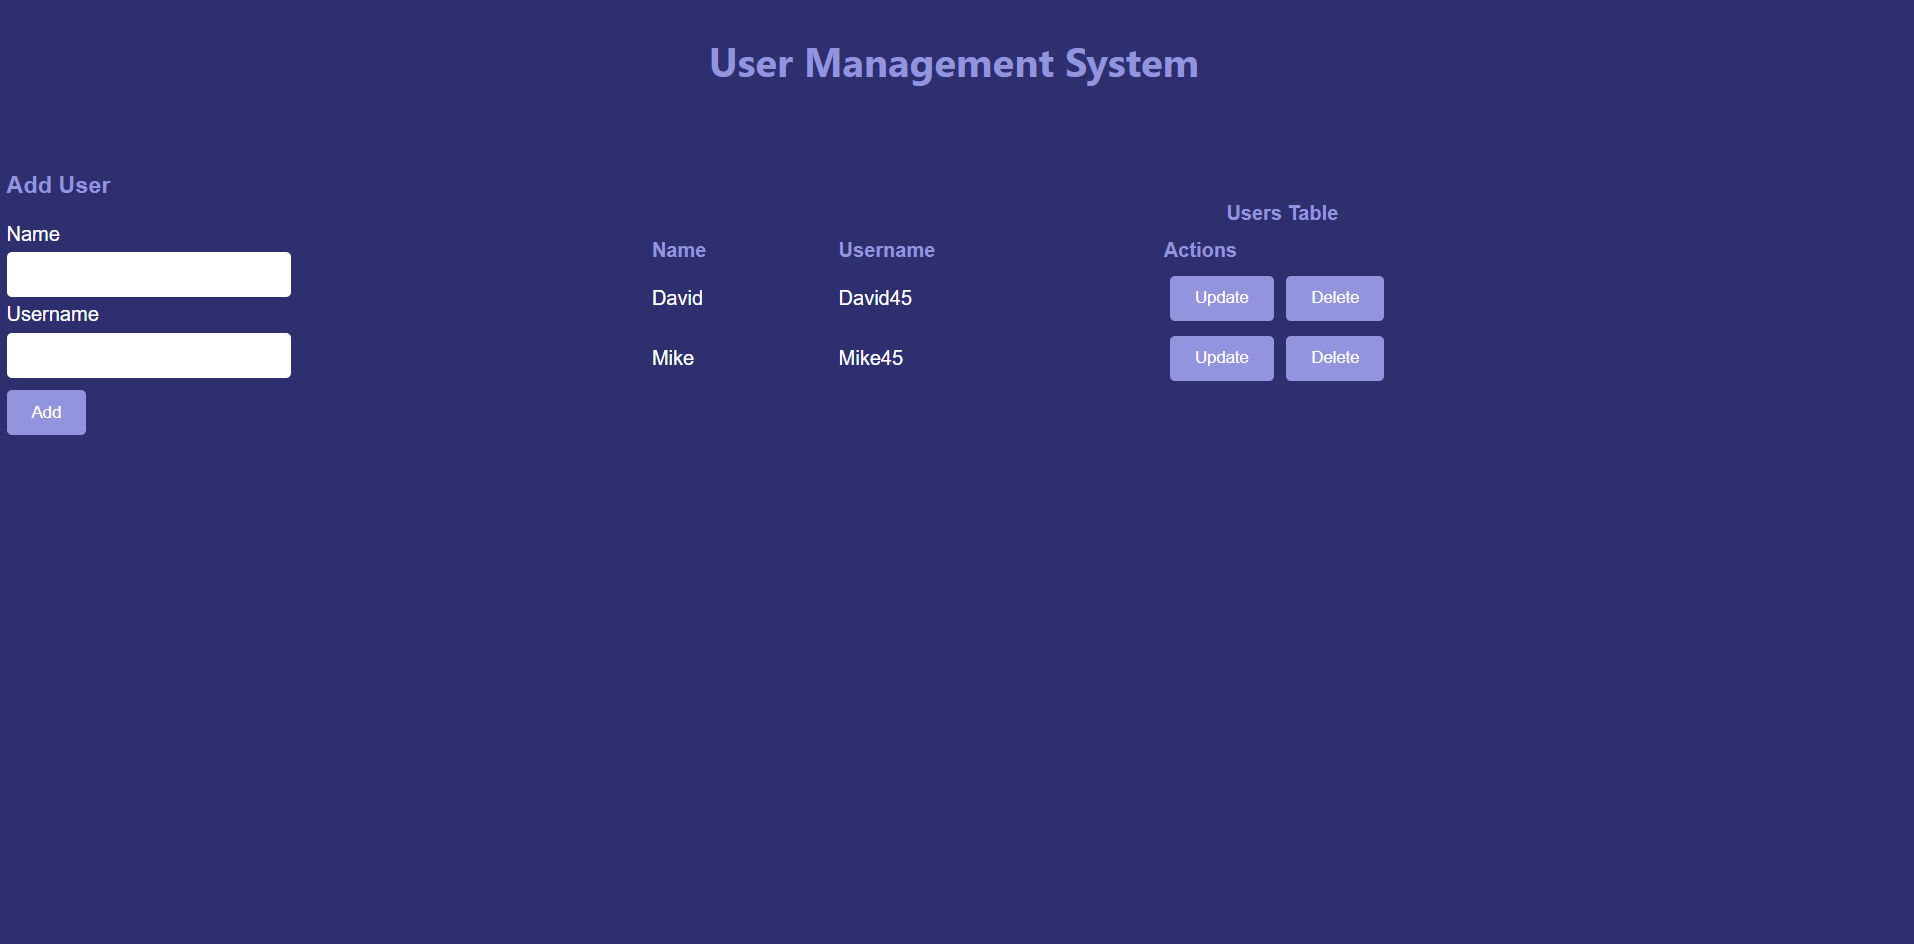 User Management System
Add User
Name
Username
Add
Users Table
Name Username Actions
David David45 Update Delete
Mike Mike45 Update Delete